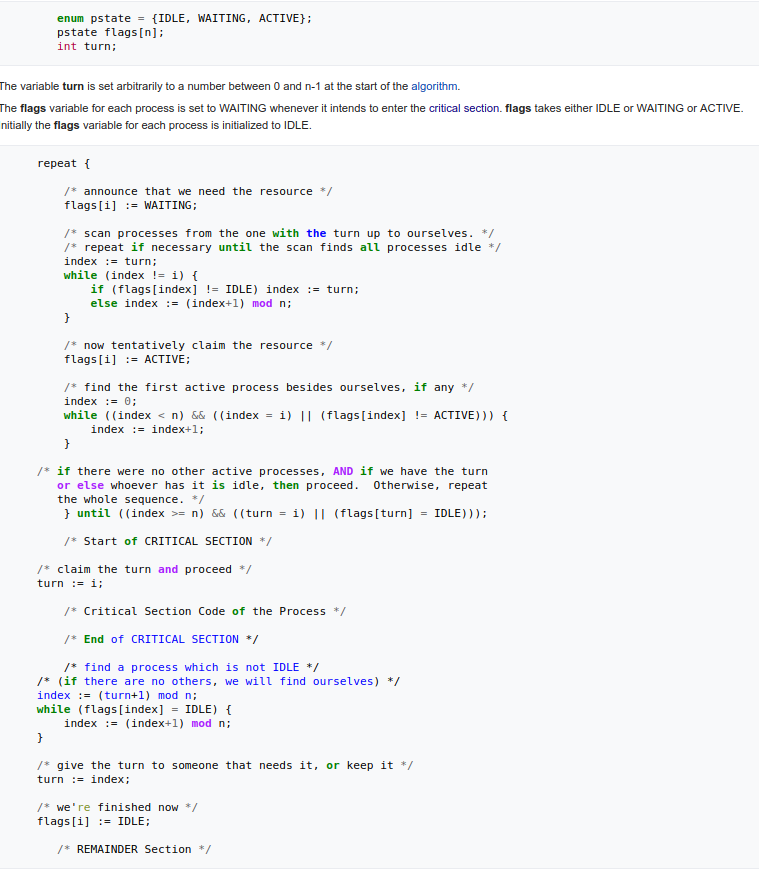 enum pstate = {IDLE, WAITING, ACTIVE};
pstate flags[n];
int turn;
The variable turn is set arbitrarily to a number between 0 and n-1 at the start of the algorithm.
The flags variable for each process is set to WAITING whenever it intends to enter the critical section. flags takes either IDLE or WAITING or ACTIVE.
nitially the flags variable for each process is initialized to IDLE.
repeat {
/* announce that we need the resource */
flags[i] := WAITING;
/* scan processes from the one with the turn up to ourselves. */
/* repeat if necessary until the scan finds all processes idle */
index := turn;
while (index != i) {
if (flags[index] != IDLE) index := turn;
else index := (index+1) mod n;
}
/* now tentatively claim the resource */
flags[i] := ACTIVE;
/* find the first active process besides ourselves, if any */
index := 0;
while ((index < n) && ((index = i) || (flags[index] != ACTIVE))) {
index := index+1;
}
/* if there were no other active processes, AND if we have the turn
or else whoever has it is idle, then proceed.  Otherwise, repeat
the whole sequence. */
} until ((index >= n) && ((turn = i) || (flags[turn] = IDLE)));
/* Start of CRITICAL SECTION */
/* claim the turn and proceed */
turn := i;
/* Critical Section Code of the Process */
/* End of CRITICAL SECTION */
/* find a process which is not IDLE */
/* (if there are no others, we will find ourselves) */
index := (turn+1) mod n;
while (flags[index] = IDLE) {
index := (index+1) mod n;
}
/* give the turn to someone that needs it, or keep it */
turn := index;
/* we're finished now */
flags[i] := IDLE;
/* REMAINDER Section */